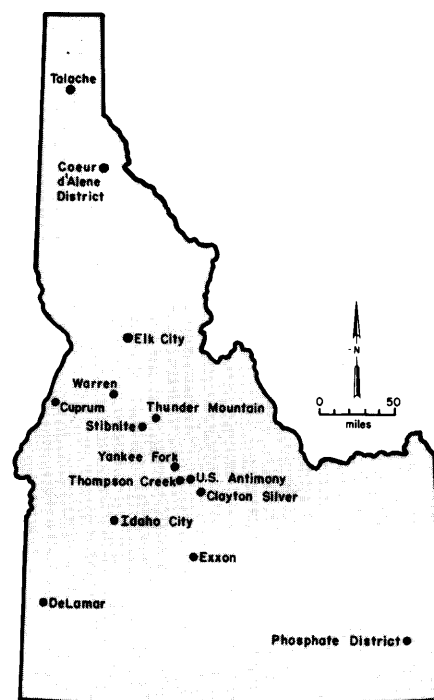 Talache
Coeur
d'Alene
District
Elk City
N
0 50
miles
Warren
Cuprum
Thunder Mountain
Stibnite
Yankee Fork
Thompson Creek
U.S. Antimony
Clayton Silver
Idaho City
Exxon
DeLamar
Phosphate District